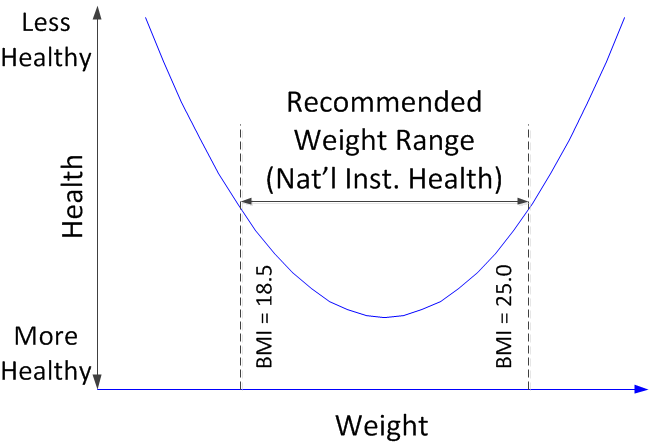 Less
Healthy
Recommended
Weight Range
(Nat'l Inst. Health)
Health
BMI = 18.5
BMI = 25.0
More
Healthy
Weight